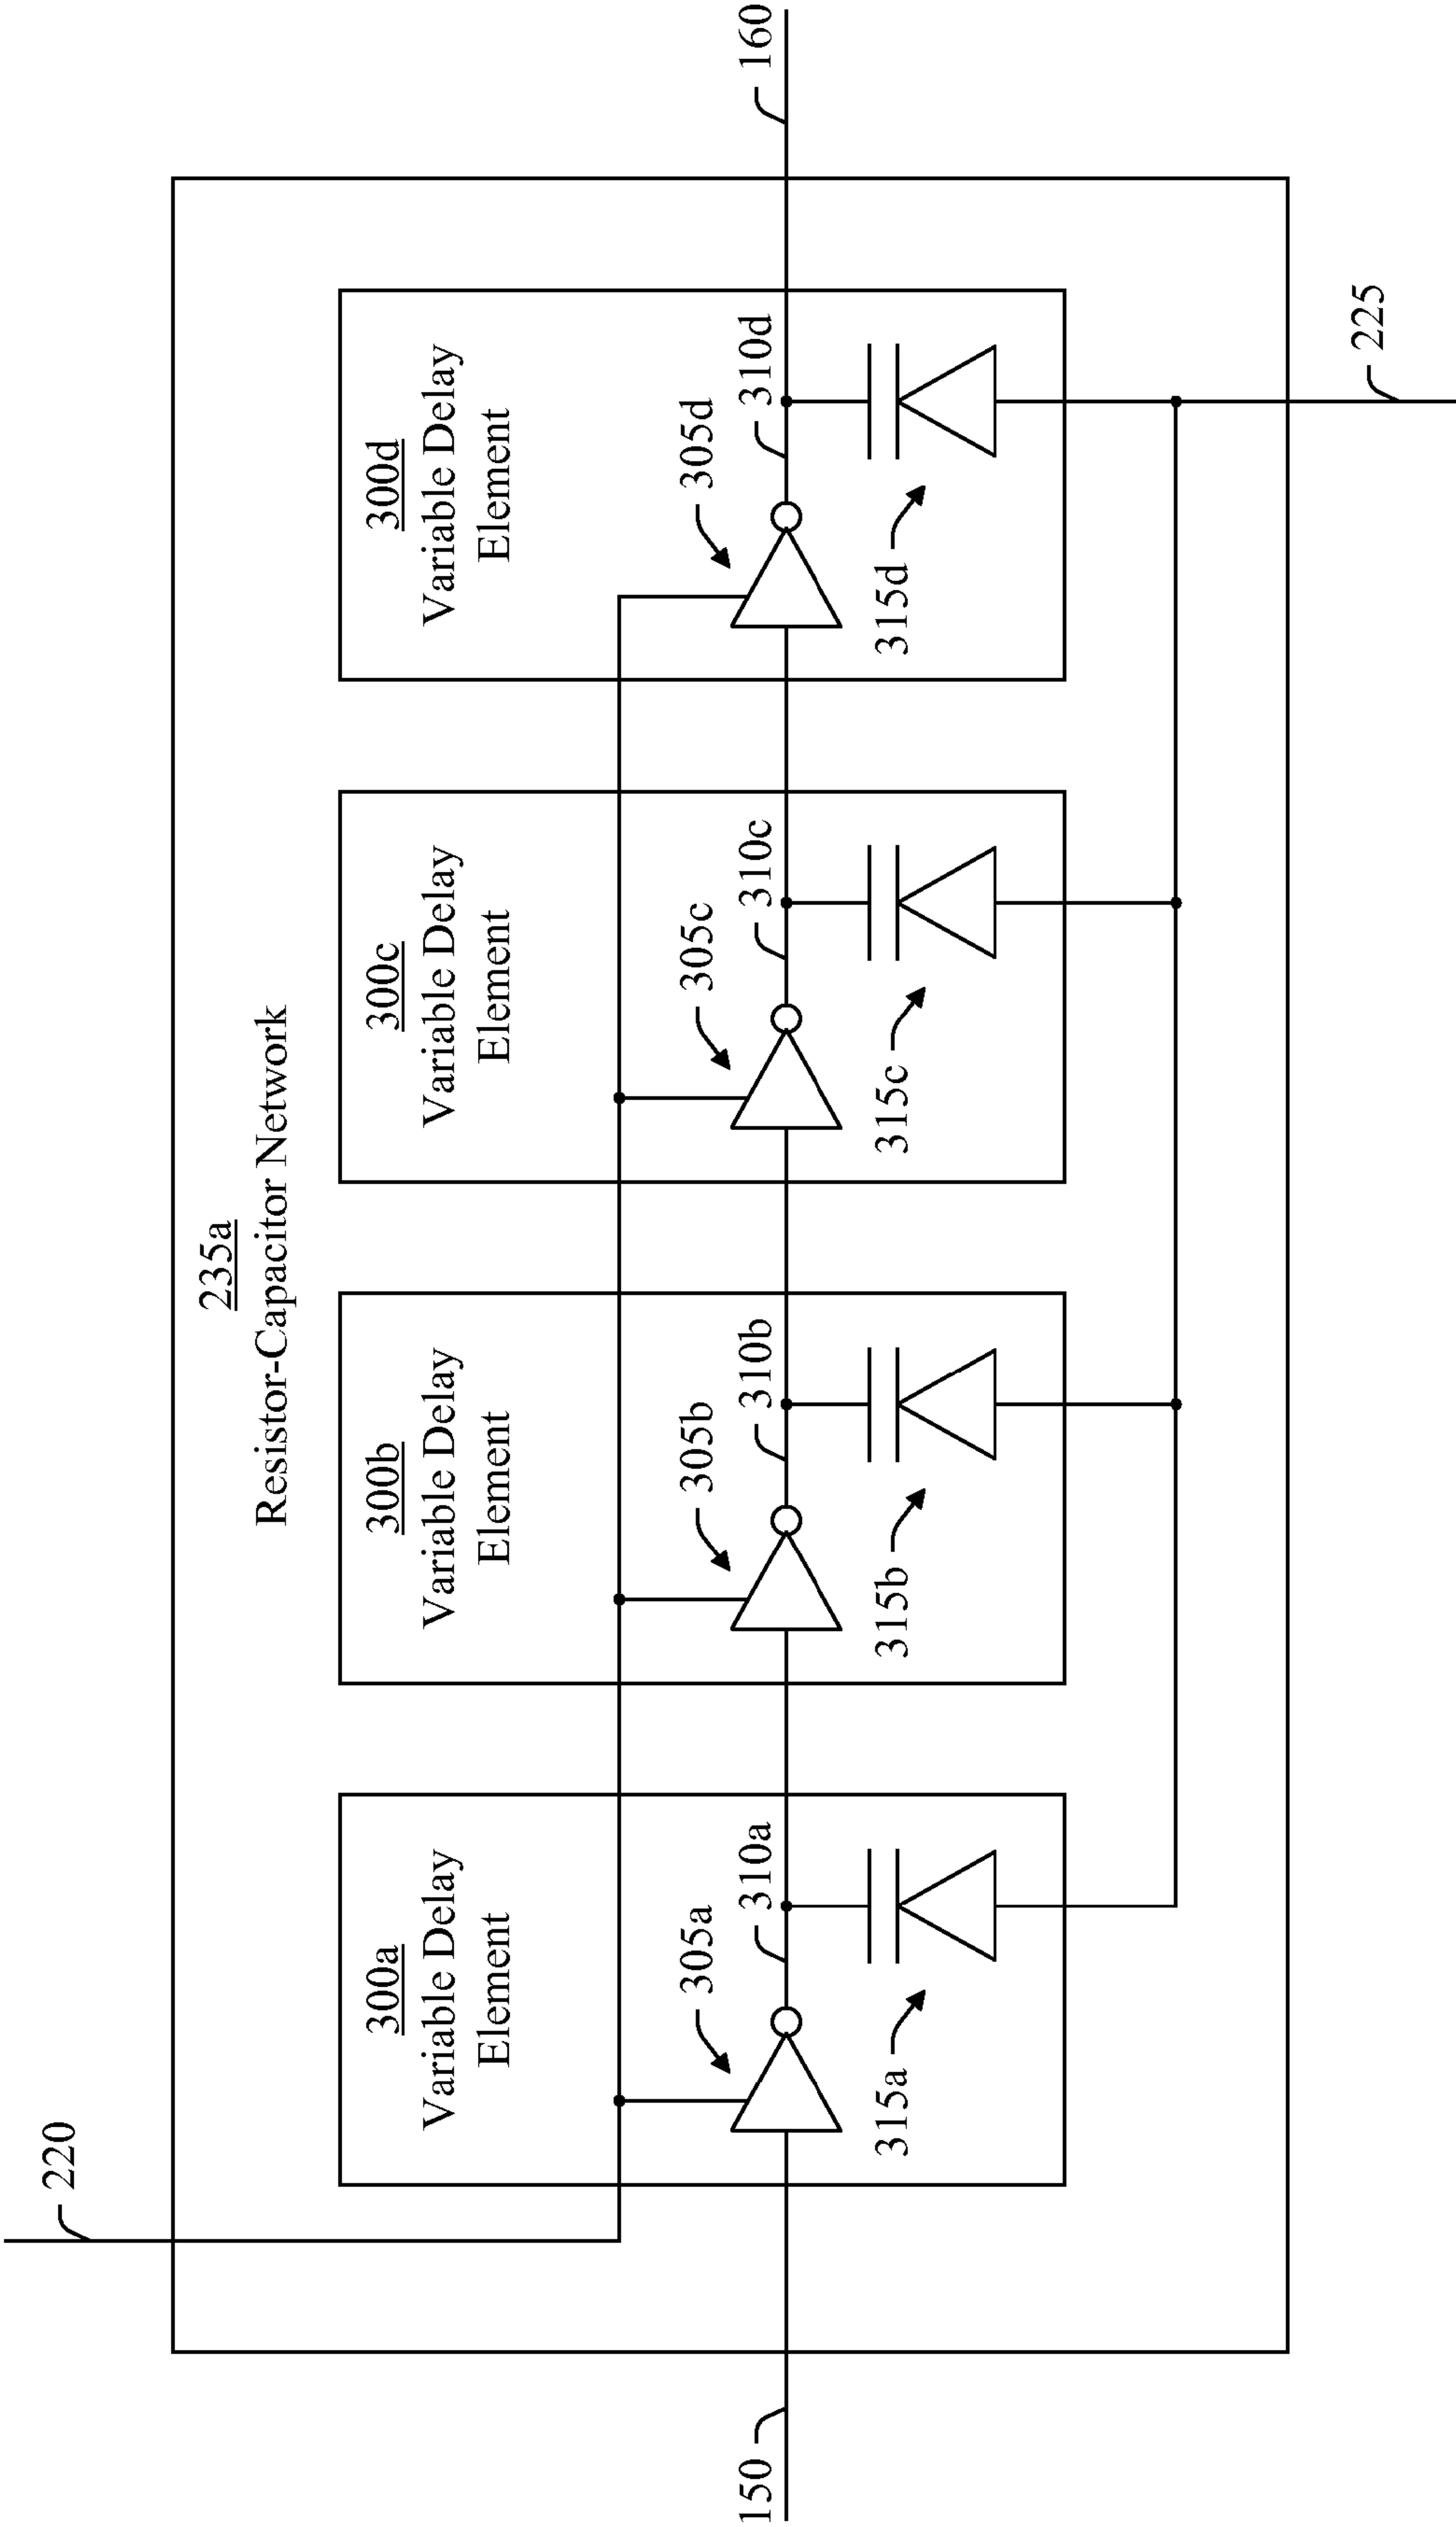 220
235a
Resistor-Capacitor Network
300a
Variable Delay
Element
300b
Variable Delay
Element
300c
Variable Delay
Element
300d
Variable Delay
Element
305a
305b
305c
305d
150
310a
310b
310c
310d
160
315a
315b
315c
315d
225